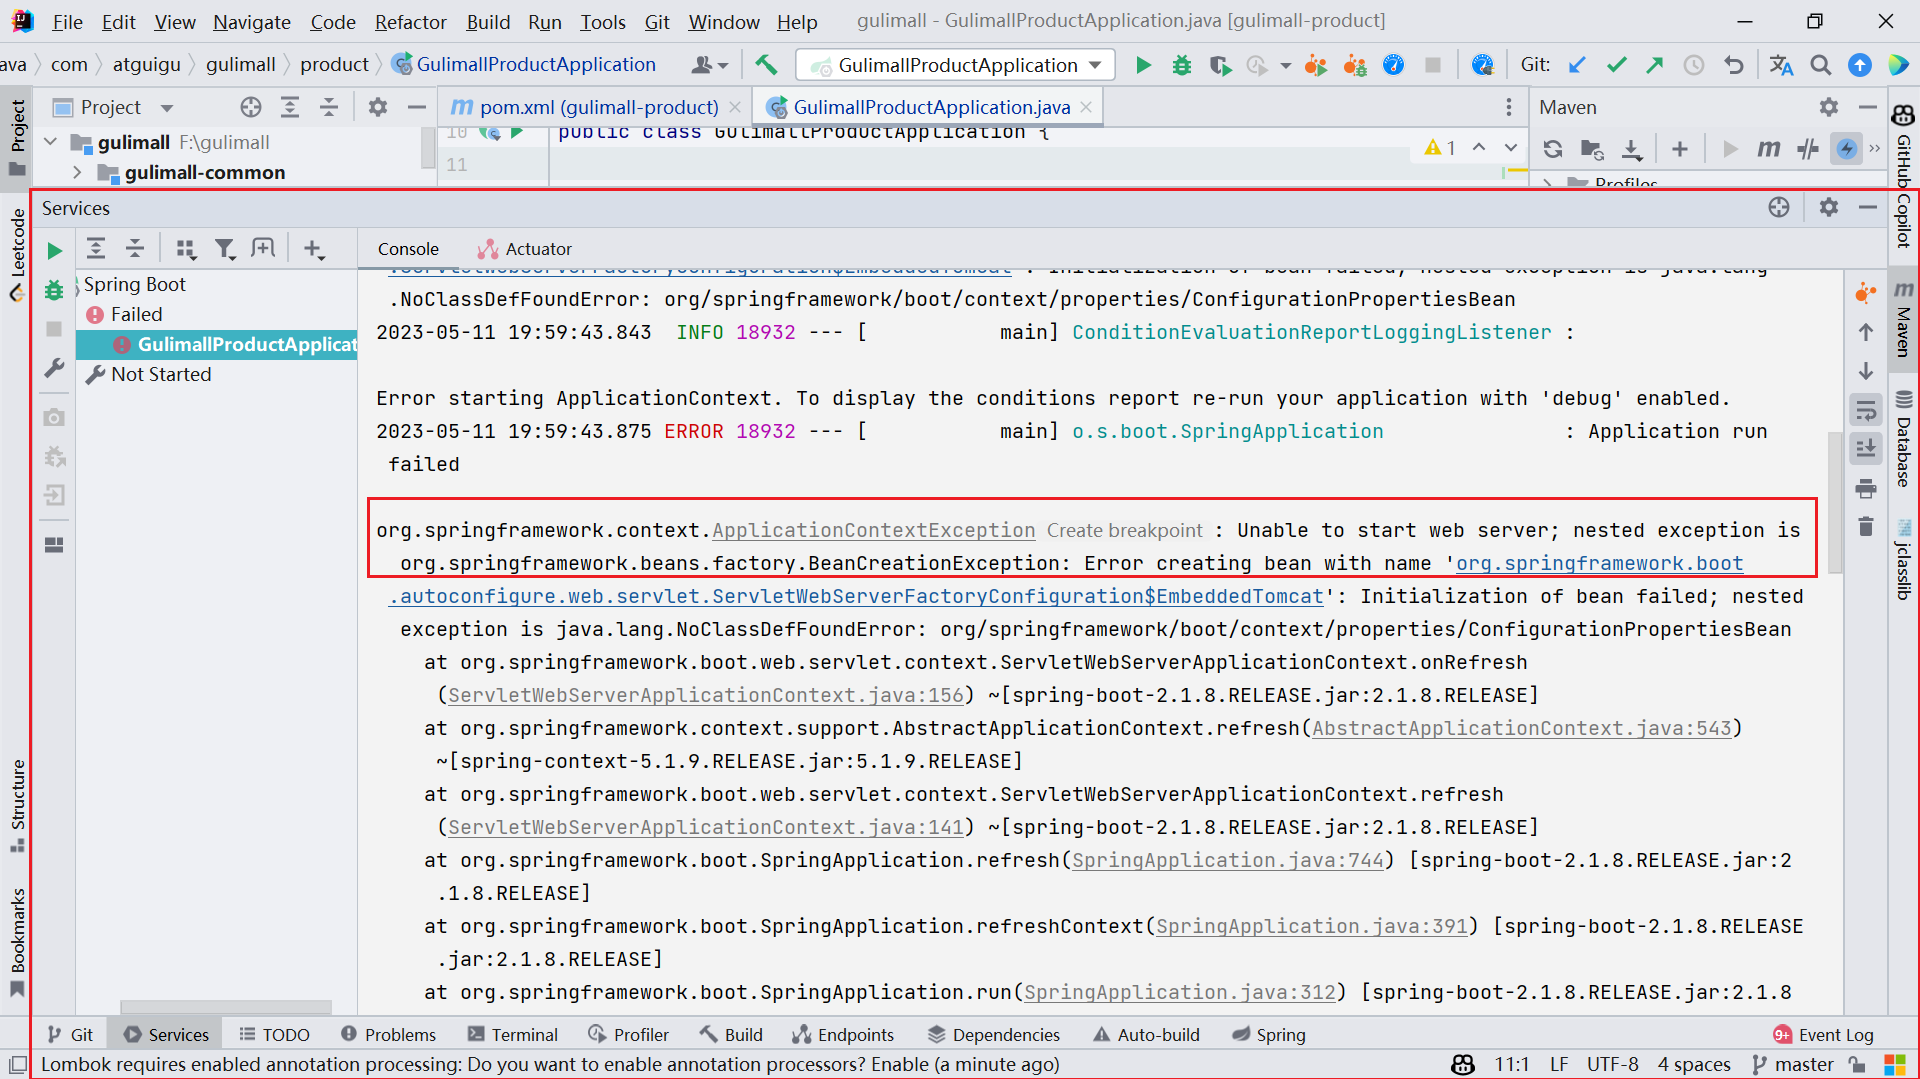 File Edit View Navigate Code Refactor Build Run Tools Git Window Help gulimall - GulimallProductApplication.java [gulimall-product]
ava com atguigu gulimall product GulimallProductApplication GulimallProductApplication Git:
Project pom.xml (gulimall-product) GulimallProductApplication.java Maven
10 public class GulimallProductApplication {
gulimall F:\gulimall
11
1
gulimall-common
Profiles
Project
Leetcode
Structure
Bookmarks
GitHub Copilot
Maven
Database
jclasslib
Services
Console Actuator
Spring Boot
Failed
GulimallProductApplicat
Not Started
.ServletWebServerFactoryConfiguration$EmbeddedTomcat': Initialization of bean failed; nested exception is java.lang
.NoClassDefFoundError: org/springframework/boot/context/properties/ConfigurationPropertiesBean
2023-05-11 19:59:43.843 INFO 18932 --- [ main] ConditionEvaluationReportLoggingListener :
Error starting ApplicationContext. To display the conditions report re-run your application with 'debug' enabled.
2023-05-11 19:59:43.875 ERROR 18932 --- [ main] o.s.boot.SpringApplication : Application run
failed
org.springframework.context.ApplicationContextException Create breakpoint : Unable to start web server; nested exception is
org.springframework.beans.factory.BeanCreationException: Error creating bean with name 'org.springframework.boot
.autoconfigure.web.servlet.ServletWebServerFactoryConfiguration$EmbeddedTomcat': Initialization of bean failed; nested
exception is java.lang.NoClassDefFoundError: org/springframework/boot/context/properties/ConfigurationPropertiesBean
at org.springframework.boot.web.servlet.context.ServletWebServerApplicationContext.onRefresh
(ServletWebServerApplicationContext.java:156) ~[spring-boot-2.1.8.RELEASE.jar:2.1.8.RELEASE]
at org.springframework.context.support.AbstractApplicationContext.refresh(AbstractApplicationContext.java:543)
~[spring-context-5.1.9.RELEASE.jar:5.1.9.RELEASE]
at org.springframework.boot.web.servlet.context.ServletWebServerApplicationContext.refresh
(ServletWebServerApplicationContext.java:141) ~[spring-boot-2.1.8.RELEASE.jar:2.1.8.RELEASE]
at org.springframework.boot.SpringApplication.refresh(SpringApplication.java:744) [spring-boot-2.1.8.RELEASE.jar:2
.1.8.RELEASE]
at org.springframework.boot.SpringApplication.refreshContext(SpringApplication.java:391) [spring-boot-2.1.8.RELEASE
.jar:2.1.8.RELEASE]
at org.springframework.boot.SpringApplication.run(SpringApplication.java:312) [spring-boot-2.1.8.RELEASE.jar:2.1.8
Git Services TODO Problems Terminal Profiler Build Endpoints Dependencies Auto-build Spring 9+ Event Log
Lombok requires enabled annotation processing: Do you want to enable annotation processors? Enable (a minute ago) 11:1 LF UTF-8 4 spaces master